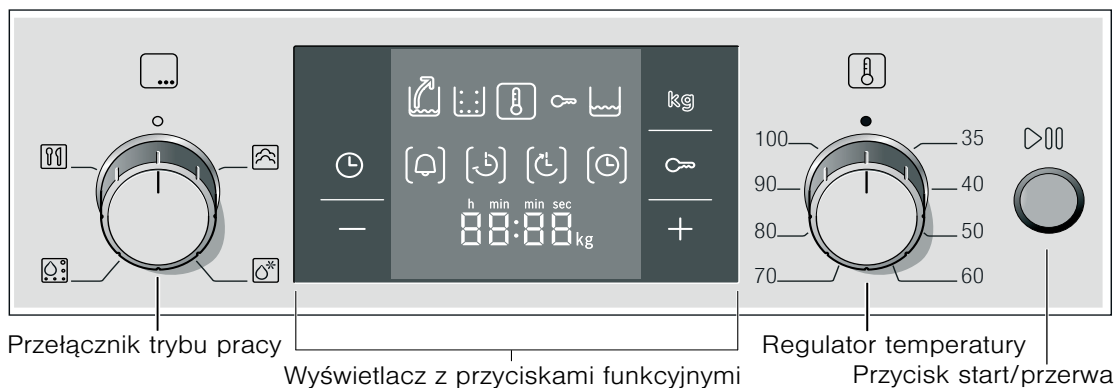 kg
100
35
90
40
80
50
70
60
h min min sec
88:88kg
Przełącznik trybu pracy
Regulator temperatury
Wyświetlacz z przyciskami funkcyjnymi
Przycisk start/przerwa